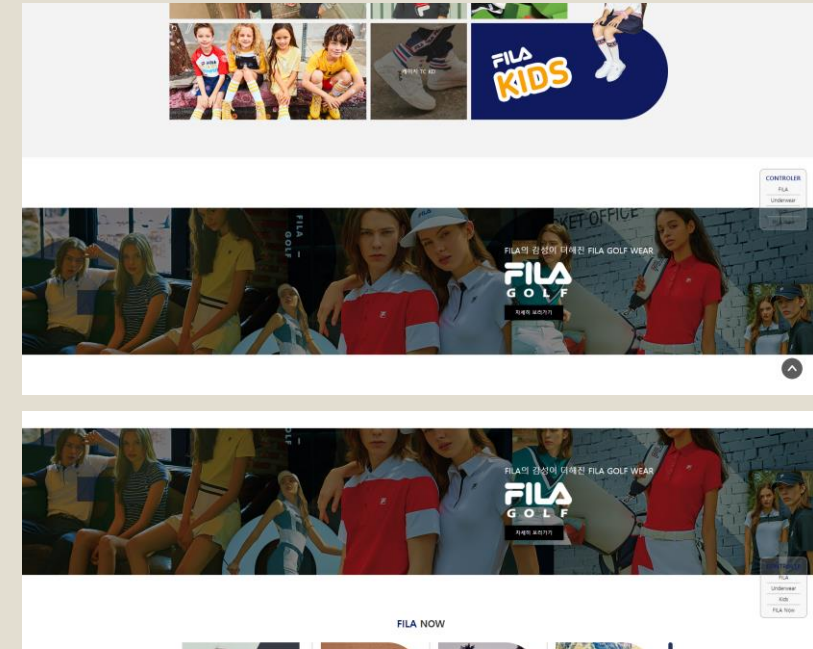 FILA
KIDS
CONTROLER
FILA
Underwear
FILA
GOLF
KET OFFICE
FILA의 감성이 더해진 FILA GOLF WEAR
FILA
GOLF
자세히 보러가기
FILA의 감성이 더해진 FILA GOLF WEAR
FILA
GOLF
자세히 보러가기
CONTROLER
FILA
Underwear
Kids
FILA Now
FILA NOW